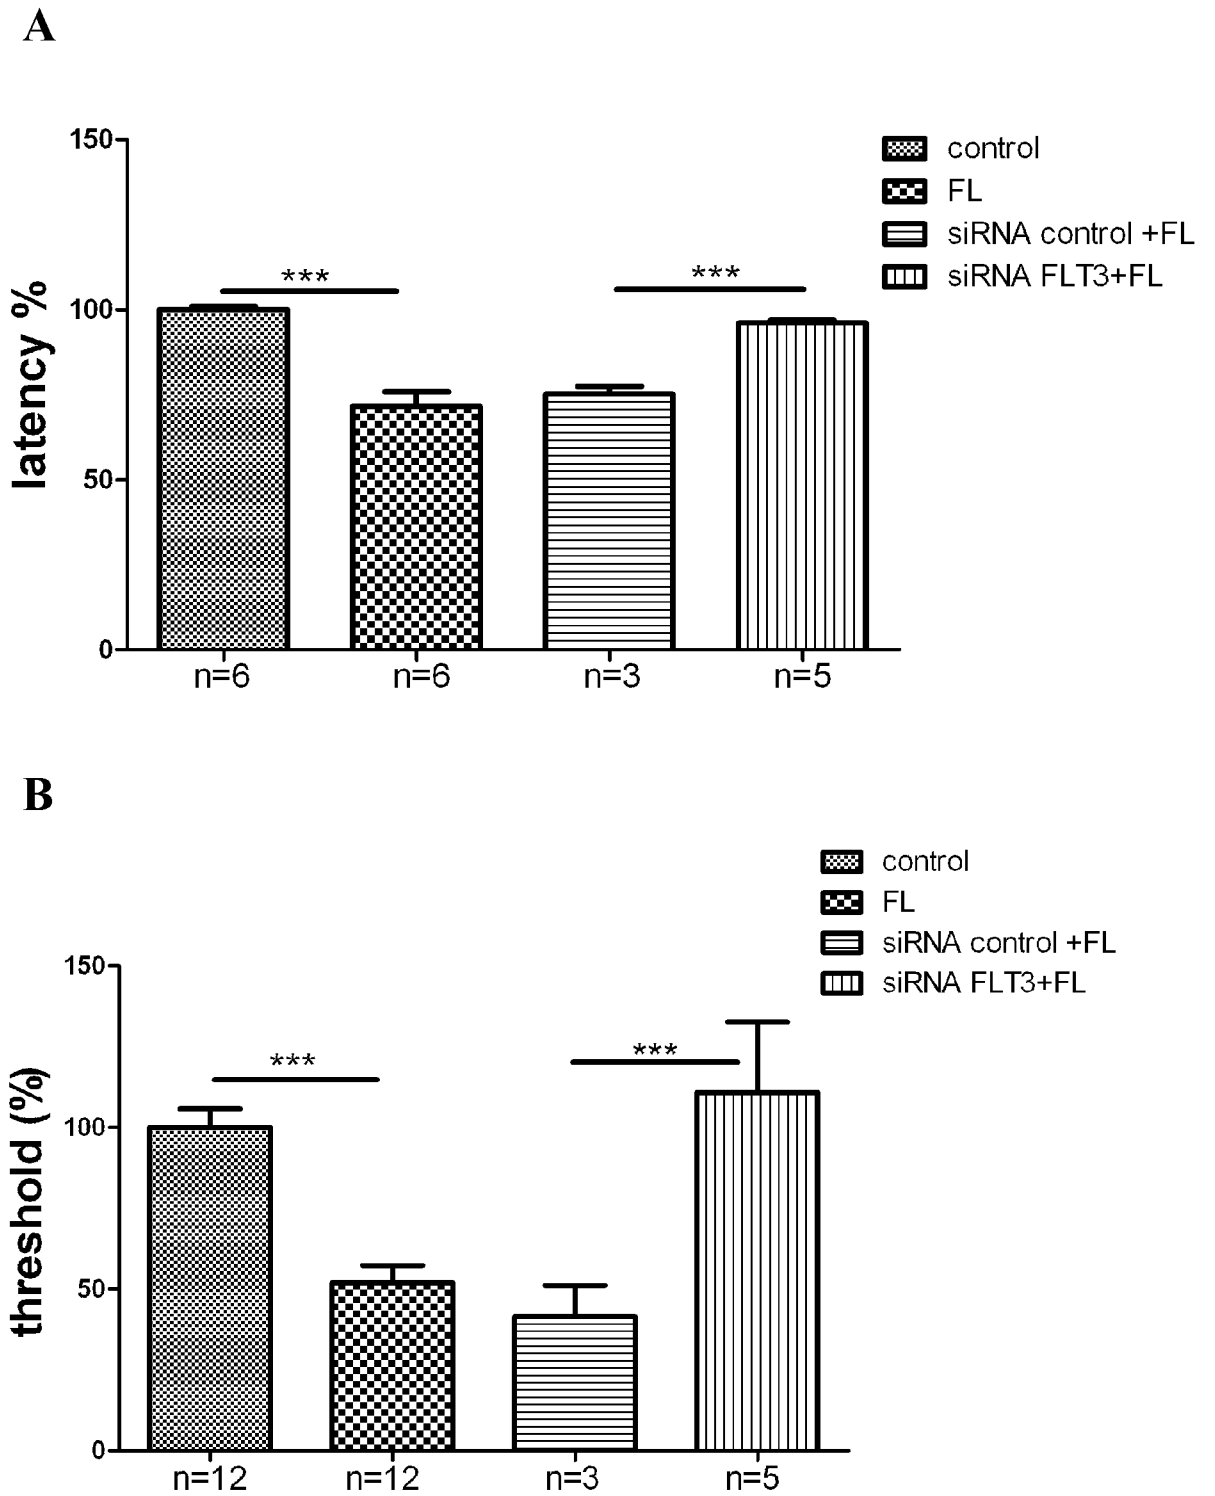 A
150
100
50
0
latency %
***
***
control
FL
siRNA control +FL
siRNA FLT3+FL
n=6
n=6
n=3
n=5
B
control
FL
siRNA control +FL
siRNA FLT3+FL
150
100
50
0
threshold (%)
***
***
n=12
n=12
n=3
n=5